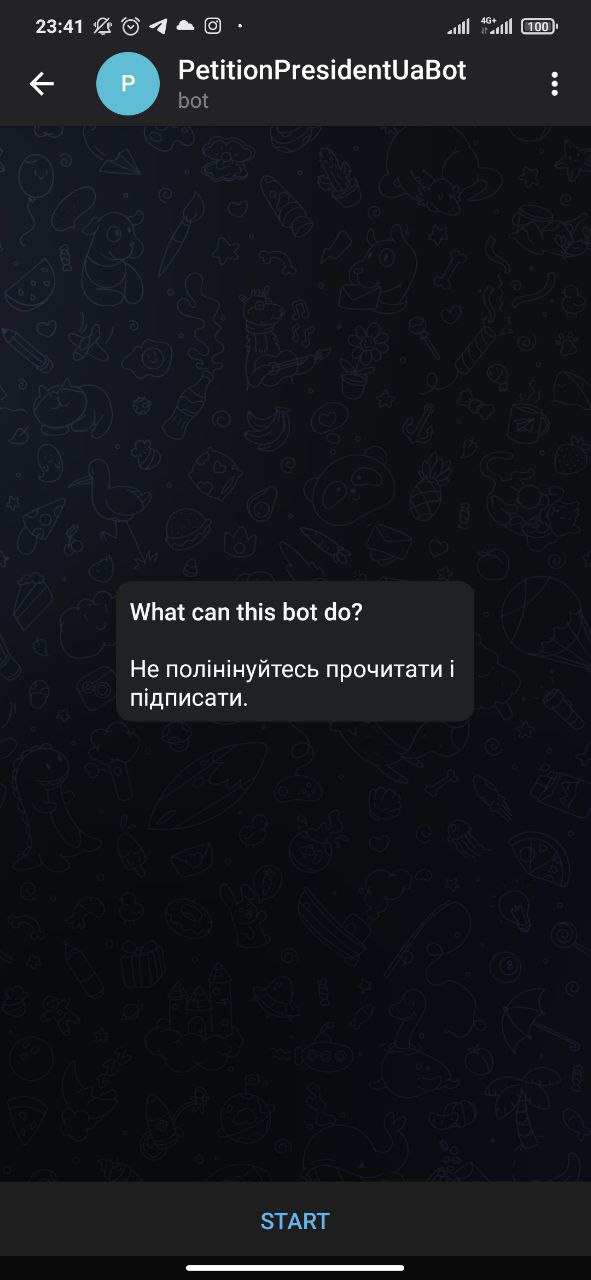 23:41
4G+
100
P
PetitionPresidentUaBot
bot
What can this bot do?
Не полінінуйтесь прочитати і
підписати.
START